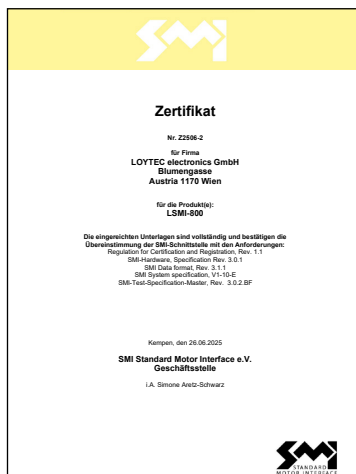 SMI
Zertifikat
Nr. Z2506-2
für Firma
LOYTEC electronics GmbH
Blumengasse
Austria 1170 Wien
für die Produkt(e):
LSMI-800
Die eingereichten Unterlagen sind vollständig und bestätigen die
Übereinstimmung der SMI-Schnittstelle mit den Anforderungen:
Regulation for Certification and Registration, Rev. 1.1
SMI-Hardware, Specification Rev. 3.0.1
SMI Data format, Rev. 3.1.1
SMI System specification, V1-10-E
SMI-Test-Specification-Master, Rev. 3.0.2.BF
Kempen, den 26.06.2025
SMI Standard Motor Interface e.V.
Geschäftsstelle
i.A. Simone Aretz-Schwarz
SMI
STANDARD
MOTOR INTERFACE